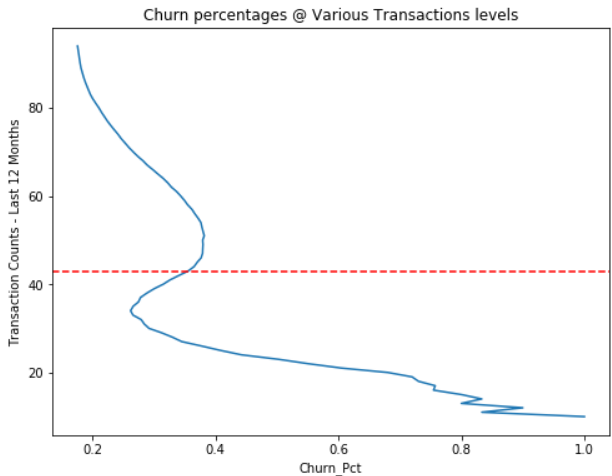 Churn percentages @ Various Transactions levels
Transaction Counts - Last 12 Months
80
60
40
20
0.2 0.4 0.6 0.8 1.0
Churn_Pct